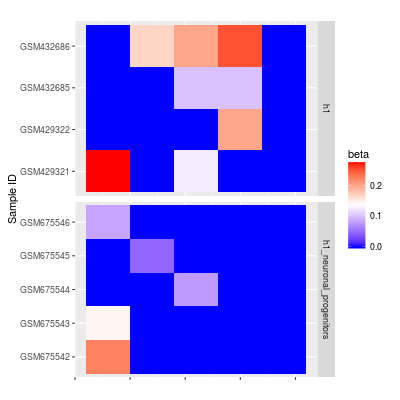 GSM432686
GSM432685
GSM429322
GSM429321
h1
GSM675546
GSM675545
GSM675544
GSM675543
GSM675542
h1_neuronal_progenitors
Sample ID
beta
0.2
0.1
0.0